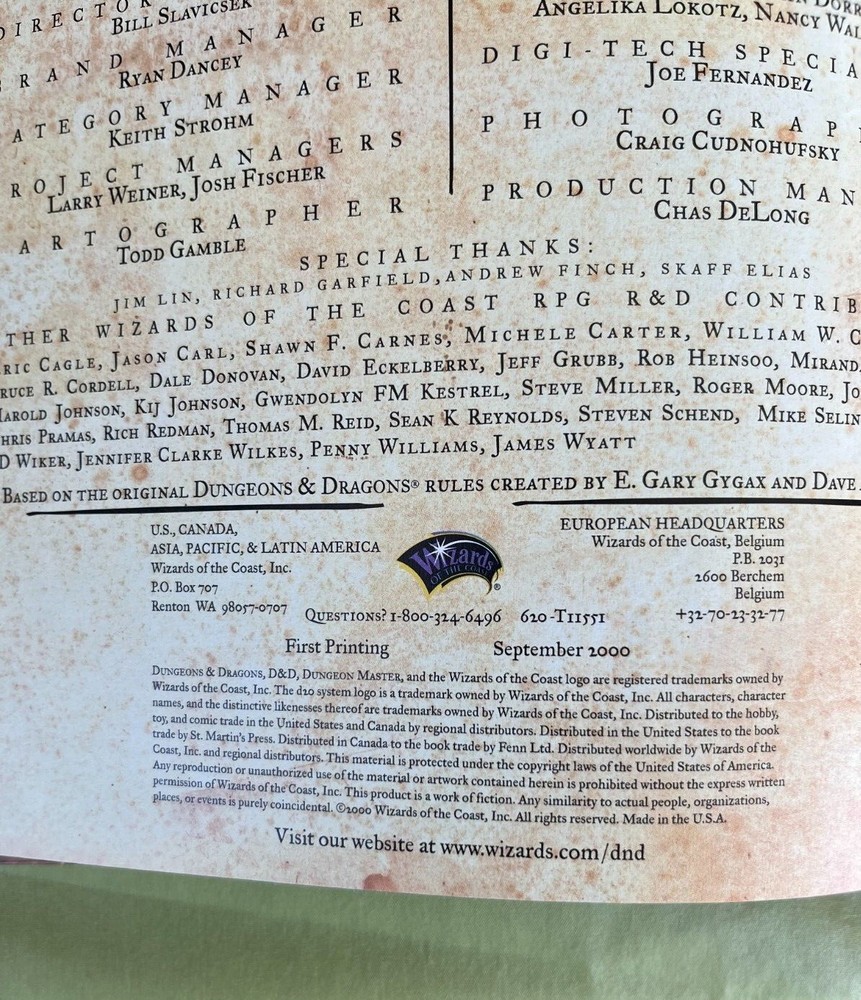 BILL SLAVICSEK
RAND MANAGER
RYAN DANCEY
ATEGORY MANAGER
KEITH STROHM
ROJECT MANAGERS
LARRY WEINER, JOSH FISCHER
ARTOGRAPHER
TODD GAMBLE
ANGELIKA LOKOTZ, NANCY WAL
DIGI-TECH SPECIA
JOE FERNANDEZ
PHOTOGRAP
CRAIG CUDNOHUFSKY
PRODUCTION MAN
CHAS DELONG
SPECIAL THANKS:
JIM LIN, RICHARD GARFIELD, ANDREW FINCH, SKAFF ELIAS
THER WIZARDS OF THE COAST RPG R&D CONTRIB
RIC CAGLE, JASON CARL, SHAWN F. CARNES, MICHELE CARTER, WILLIAM W. C
RUCE R. CORDELL, DALE DONOVAN, DAVID ECKELBERRY, JEFF GRUBB, ROB HEINSOO, MIRAND
HAROLD JOHNSON, KIJ JOHNSON, GWENDOLYN FM KESTREL, STEVE MILLER, ROGER MOORE, JO
HRIS PRAMAS, RICH REDMAN, THOMAS M. REID, SEAN K REYNOLDS, STEVEN SCHEND, MIKE SELIN
D WIKER, JENNIFER CLARKE WILKES, PENNY WILLIAMS, JAMES WYATT
BASED ON THE ORIGINAL DUNGEONS & DRAGONS® RULES CREATED BY E. GARY GYGAX AND DAVE
U.S., CANADA,
ASIA, PACIFIC, & LATIN AMERICA
Wizards of the Coast, Inc.
P.O. Box 707
Renton WA 98057-0707
Wizards
OF THE COAST®
EUROPEAN HEADQUARTERS
Wizards of the Coast, Belgium
P.B. 2031
2600 Berchem
Belgium
+32-70-23-32-77
QUESTIONS? 1-800-324-6496 620-T11551
First Printing September 2000
DUNGEONS & DRAGONS, D&D, DUNGEON MASTER, and the Wizards of the Coast logo are registered trademarks owned by
Wizards of the Coast, Inc. The d20 system logo is a trademark owned by Wizards of the Coast, Inc. All characters, character
names, and the distinctive likenesses thereof are trademarks owned by Wizards of the Coast, Inc. Distributed to the hobby,
toy, and comic trade in the United States and Canada by regional distributors. Distributed in the United States to the book
trade by St. Martin's Press. Distributed in Canada to the book trade by Fenn Ltd. Distributed worldwide by Wizards of the
Coast, Inc. and regional distributors. This material is protected under the copyright laws of the United States of America.
Any reproduction or unauthorized use of the material or artwork contained herein is prohibited without the express written
permission of Wizards of the Coast, Inc. This product is a work of fiction. Any similarity to actual people, organizations,
places, or events is purely coincidental. ©2000 Wizards of the Coast, Inc. All rights reserved. Made in the U.S.A.
Visit our website at www.wizards.com/dnd